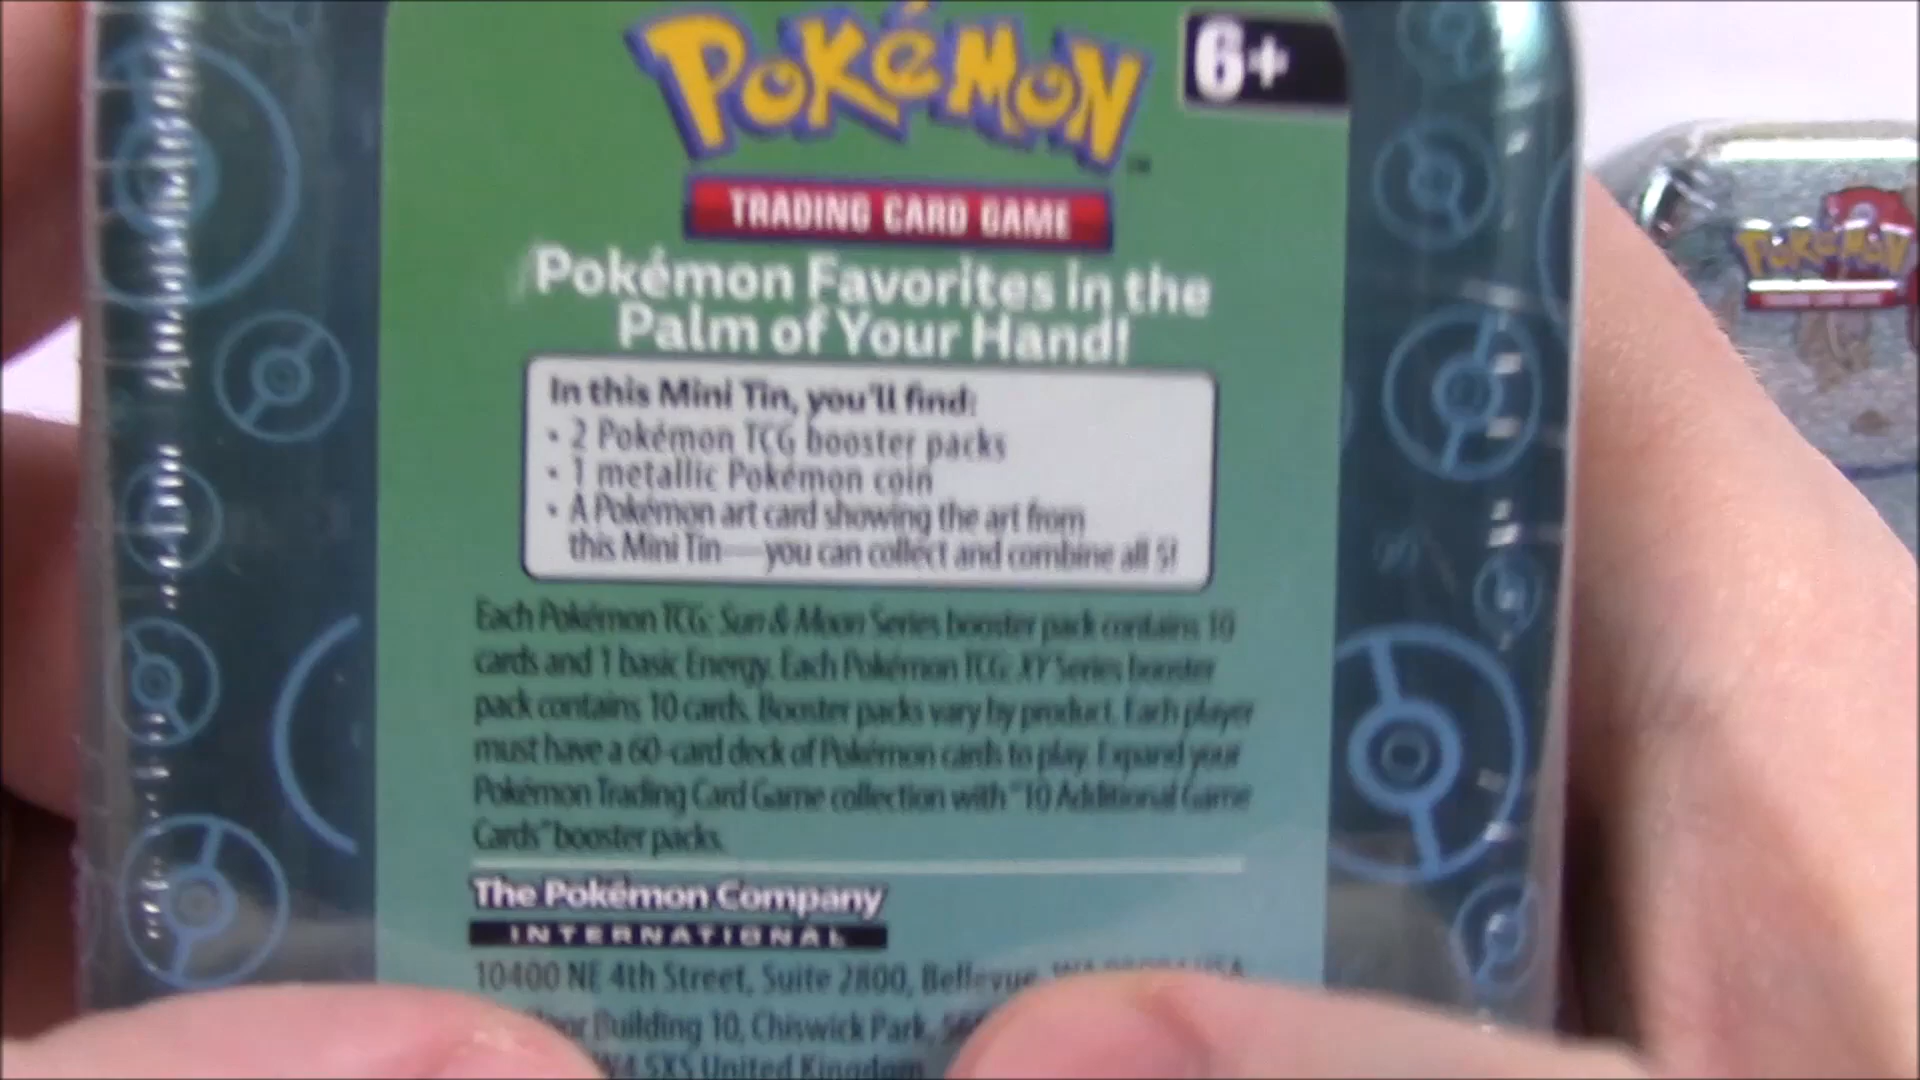 POKéMON
6+
TRADING CARD GAME
Pokémon Favorites in the
Palm of Your Hand!
In this Mini Tin, you'll find:
• 2 Pokémon TCG booster packs
• 1 metallic Pokémon coin
• A Pokémon art card showing the art from
this Mini Tin—you can collect and combine all 5!
Each Pokémon TCG: Sun & Moon Series booster pack contains 10
cards and 1 basic Energy. Each Pokémon TCG: XY Series booster
pack contains 10 cards. Booster packs vary by product. Each player
must have a 60-card deck of Pokémon cards to play. Expand your
Pokémon Trading Card Game collection with "10 Additional Game
Cards" booster packs.
The Pokémon Company
INTERNATIONAL
10400 NE 4th Street, Suite 2800, Bellevue,
Building 10, Chiswick Park,
W4 5XS United Kingdom
POKéMON